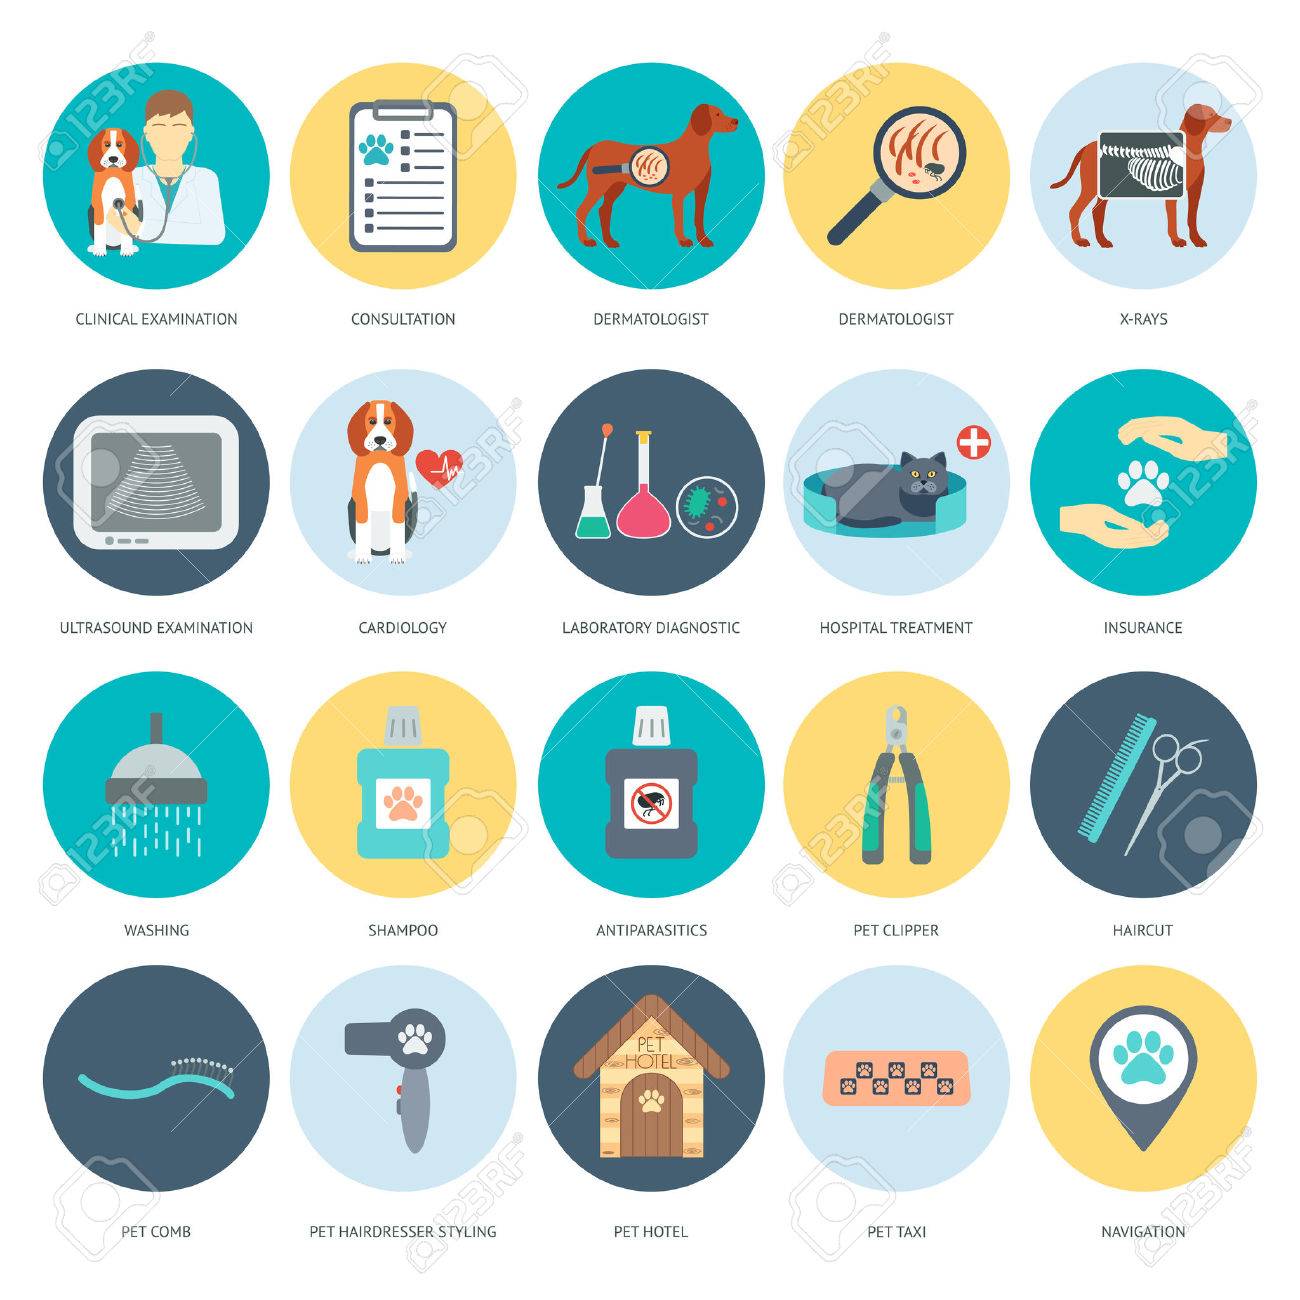 CLINICAL EXAMINATION
CONSULTATION
DERMATOLOGIST
DERMATOLOGIST
X-RAYS
ULTRASOUND EXAMINATION
CARDIOLOGY
LABORATORY DIAGNOSTIC
HOSPITAL TREATMENT
INSURANCE
WASHING
SHAMPOO
ANTIPARASITICS
PET CLIPPER
HAIRCUT
PET
HOTEL
PET COMB
PET HAIRDRESSER STYLING
PET HOTEL
PET TAXI
NAVIGATION
123RF